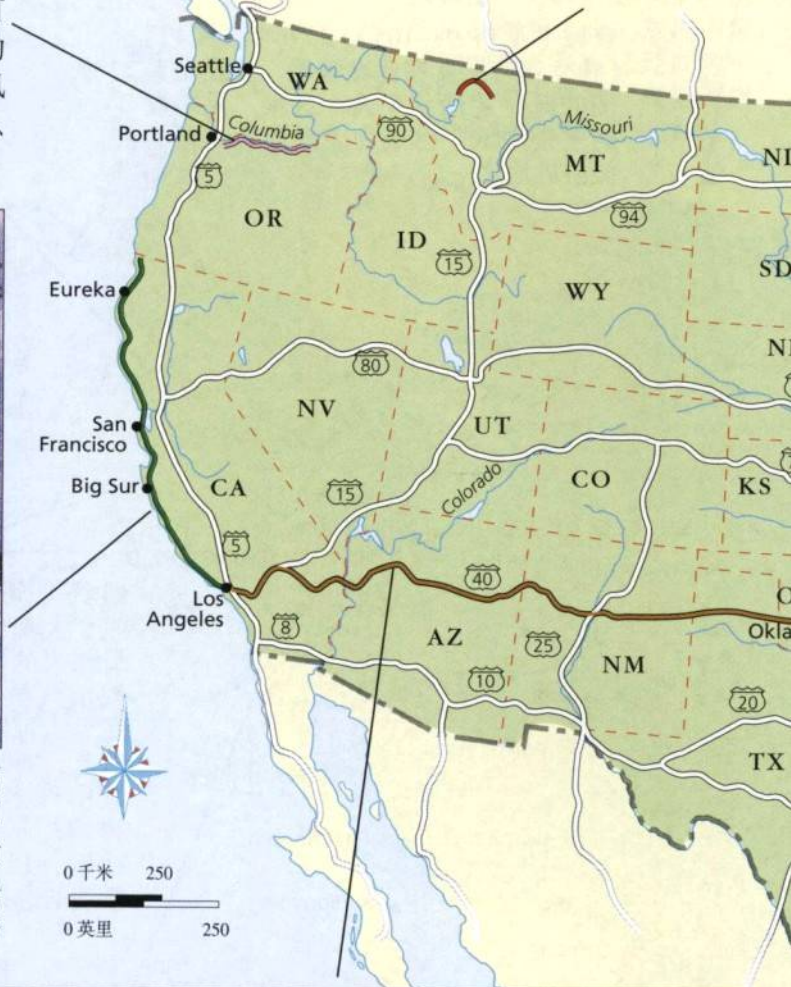 Seattle
WA
Portland
Columbia
90
Missouri
MT
5
94
OR
ID
15
WY
Eureka
80
NV
UT
San
Francisco
Big Sur
CA
15
Colorado
CO
KS
5
40
Los
Angeles
8
AZ
25
NM
10
20
TX
0 千米 250
0 英里 250